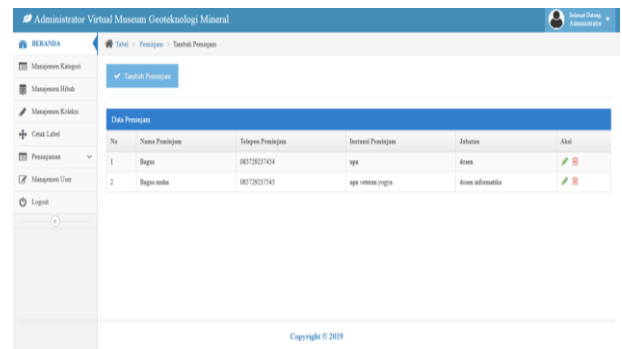 Administrator Virtual Museum Geoteknologi Mineral
Selamat Datang,
Administrator
BERANDA
Tabel > Peminjam > Tambah Peminjam
Manajemen Kategori
Manajemen Hibah
Manajemen Koleksi
Cetak Label
Peminjaman
Manajemen User
Logout
Tambah Peminjam
Data Peminjam
No Nama Peminjam Telepon Peminjam Instansi Peminjam Jabatan Aksi
1 Bagus 085729237454 upn dosen
2 Bagus muha 085729237545 upn veteran yogya dosen informatika
Copyright © 2019